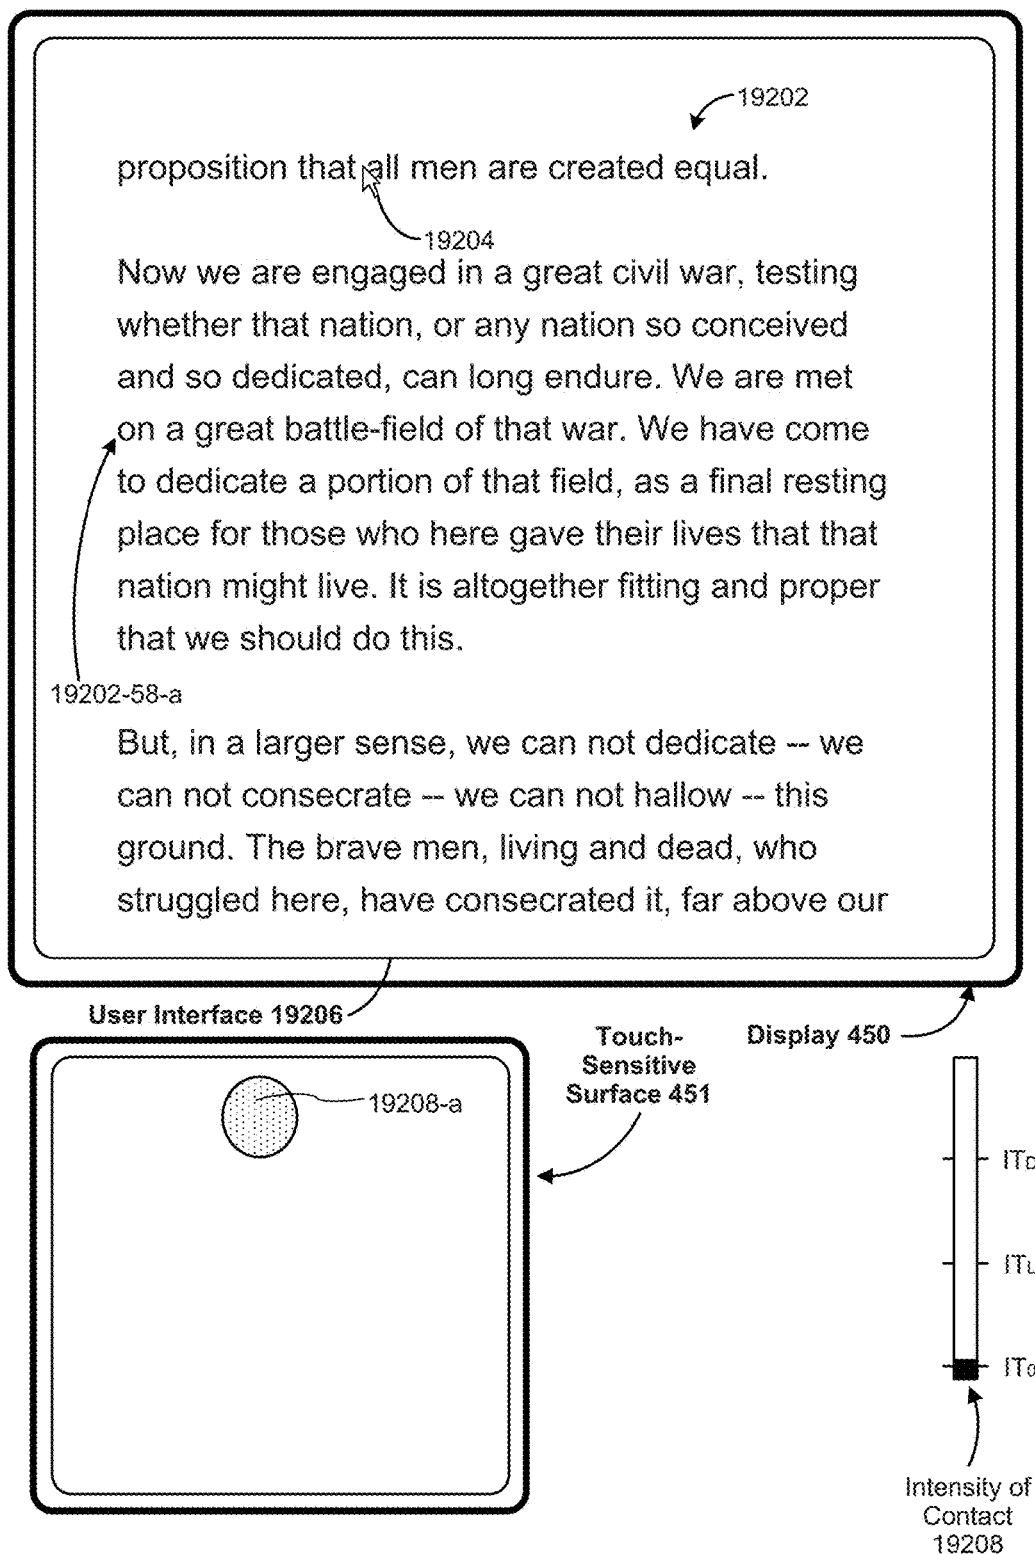 19202
proposition that all men are created equal.
19204
Now we are engaged in a great civil war, testing
whether that nation, or any nation so conceived
and so dedicated, can long endure. We are met
on a great battle-field of that war. We have come
to dedicate a portion of that field, as a final resting
place for those who here gave their lives that that
nation might live. It is altogether fitting and proper
that we should do this.
19202-58-a
But, in a larger sense, we can not dedicate -- we
can not consecrate -- we can not hallow -- this
ground. The brave men, living and dead, who
struggled here, have consecrated it, far above our
User Interface 19206
Display 450
Touch-
Sensitive
Surface 451
19208-a
ITD
ITL
IT0
Intensity of
Contact
19208